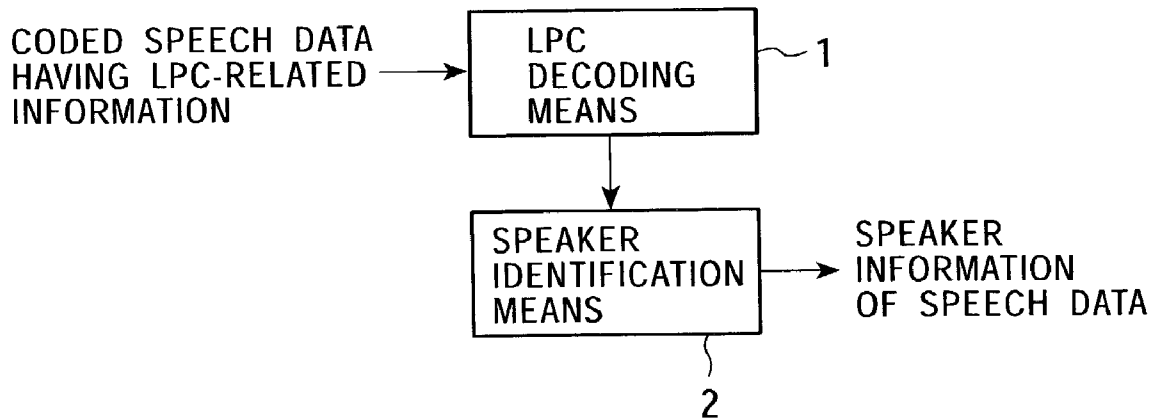 CODED SPEECH DATA
HAVING LPC-RELATED
INFORMATION
LPC
DECODING
MEANS
1
SPEAKER
IDENTIFICATION
MEANS
2
SPEAKER
INFORMATION
OF SPEECH DATA